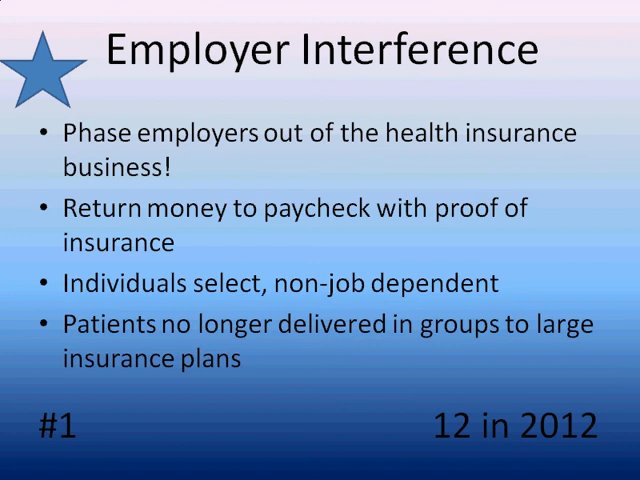 Employer Interference
• Phase employers out of the health insurance
business!
• Return money to paycheck with proof of
insurance
• Individuals select, non-job dependent
• Patients no longer delivered in groups to large
insurance plans
#1 12 in 2012